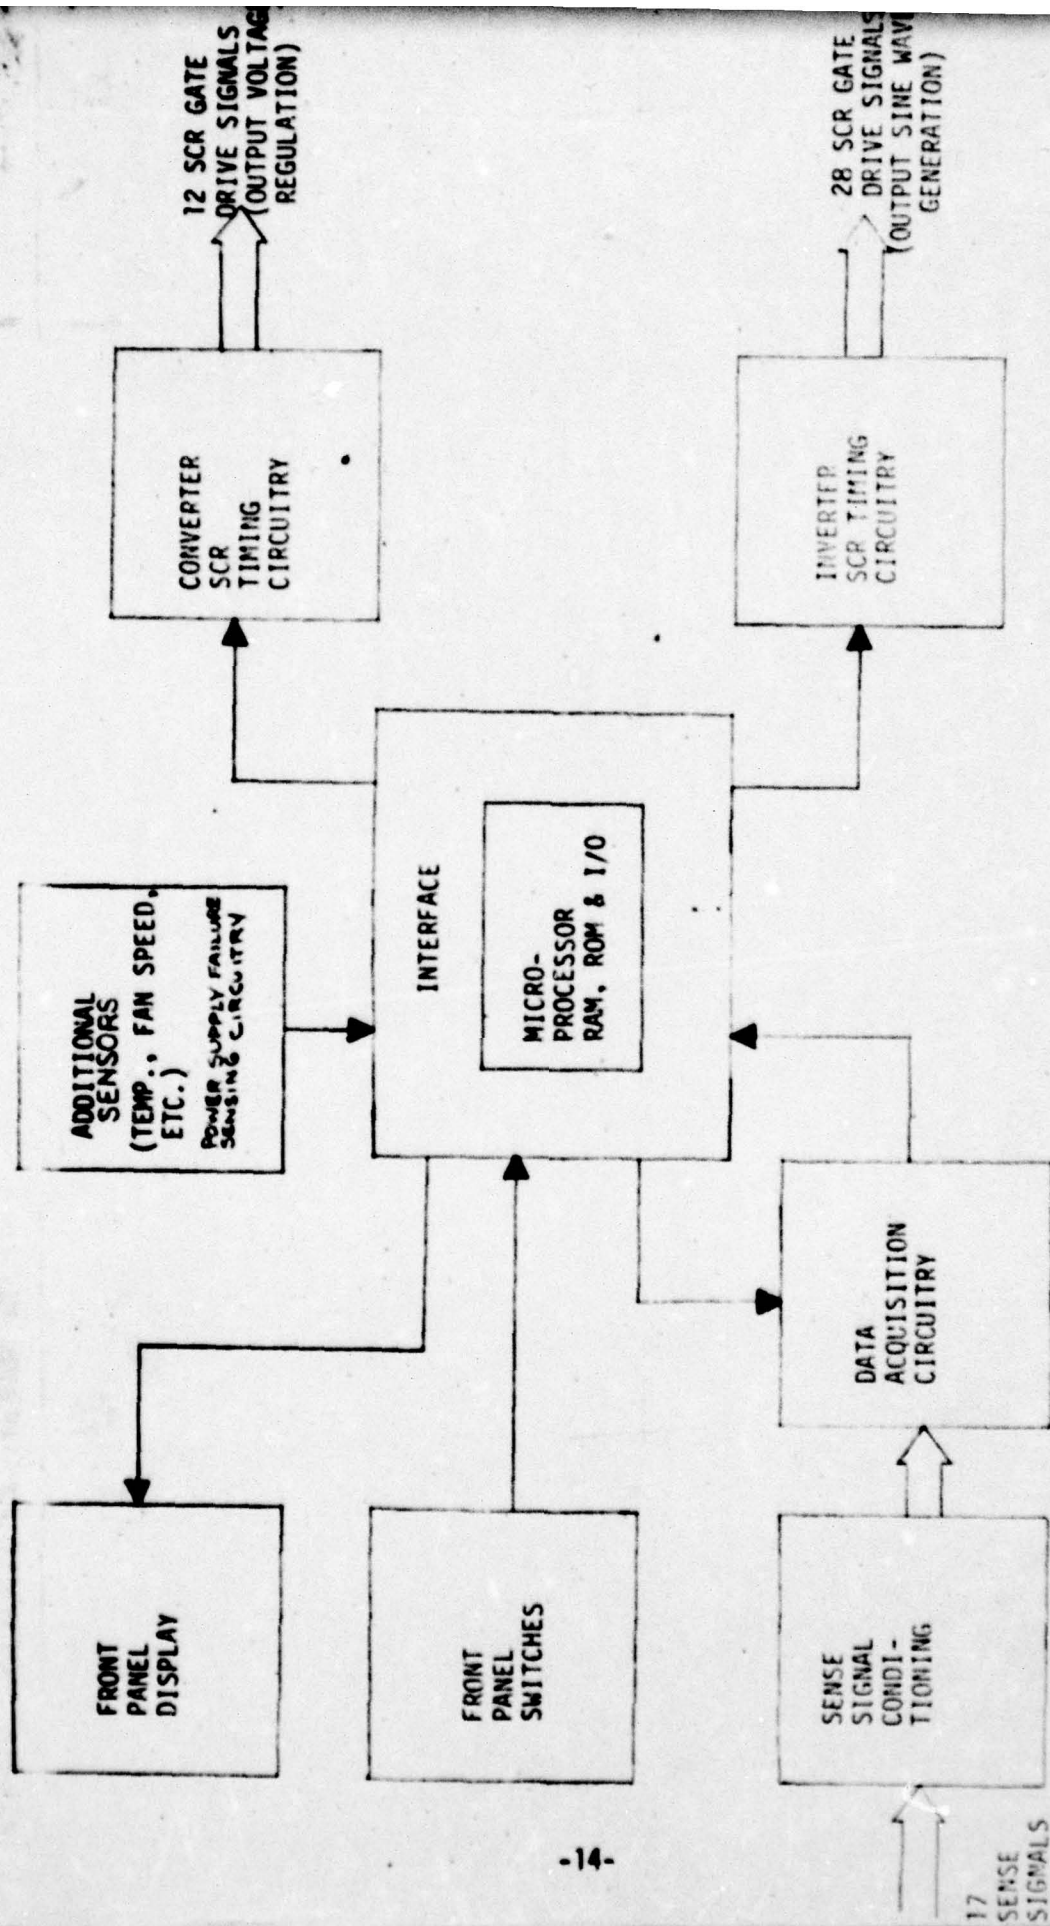 FRONT
PANEL
DISPLAY
ADDITIONAL
SENSORS
(TEMP., FAN SPEED,
ETC.)
POWER SUPPLY FAILURE
SENSING CIRCUITRY
CONVERTER
SCR
TIMING
CIRCUITRY
12 SCR GATE
DRIVE SIGNALS
(OUTPUT VOLTAG
REGULATION)
FRONT
PANEL
SWITCHES
INTERFACE
MICRO-
PROCESSOR
RAM, ROM & I/O
17
SENSE
SIGNALS
SENSE
SIGNAL
CONDI-
TIONING
DATA
ACQUISITION
CIRCUITRY
INVERTER
SCR TIMING
CIRCUITRY
28 SCR GATE
DRIVE SIGNALS
(OUTPUT SINE WAVE
GENERATION)
-14-